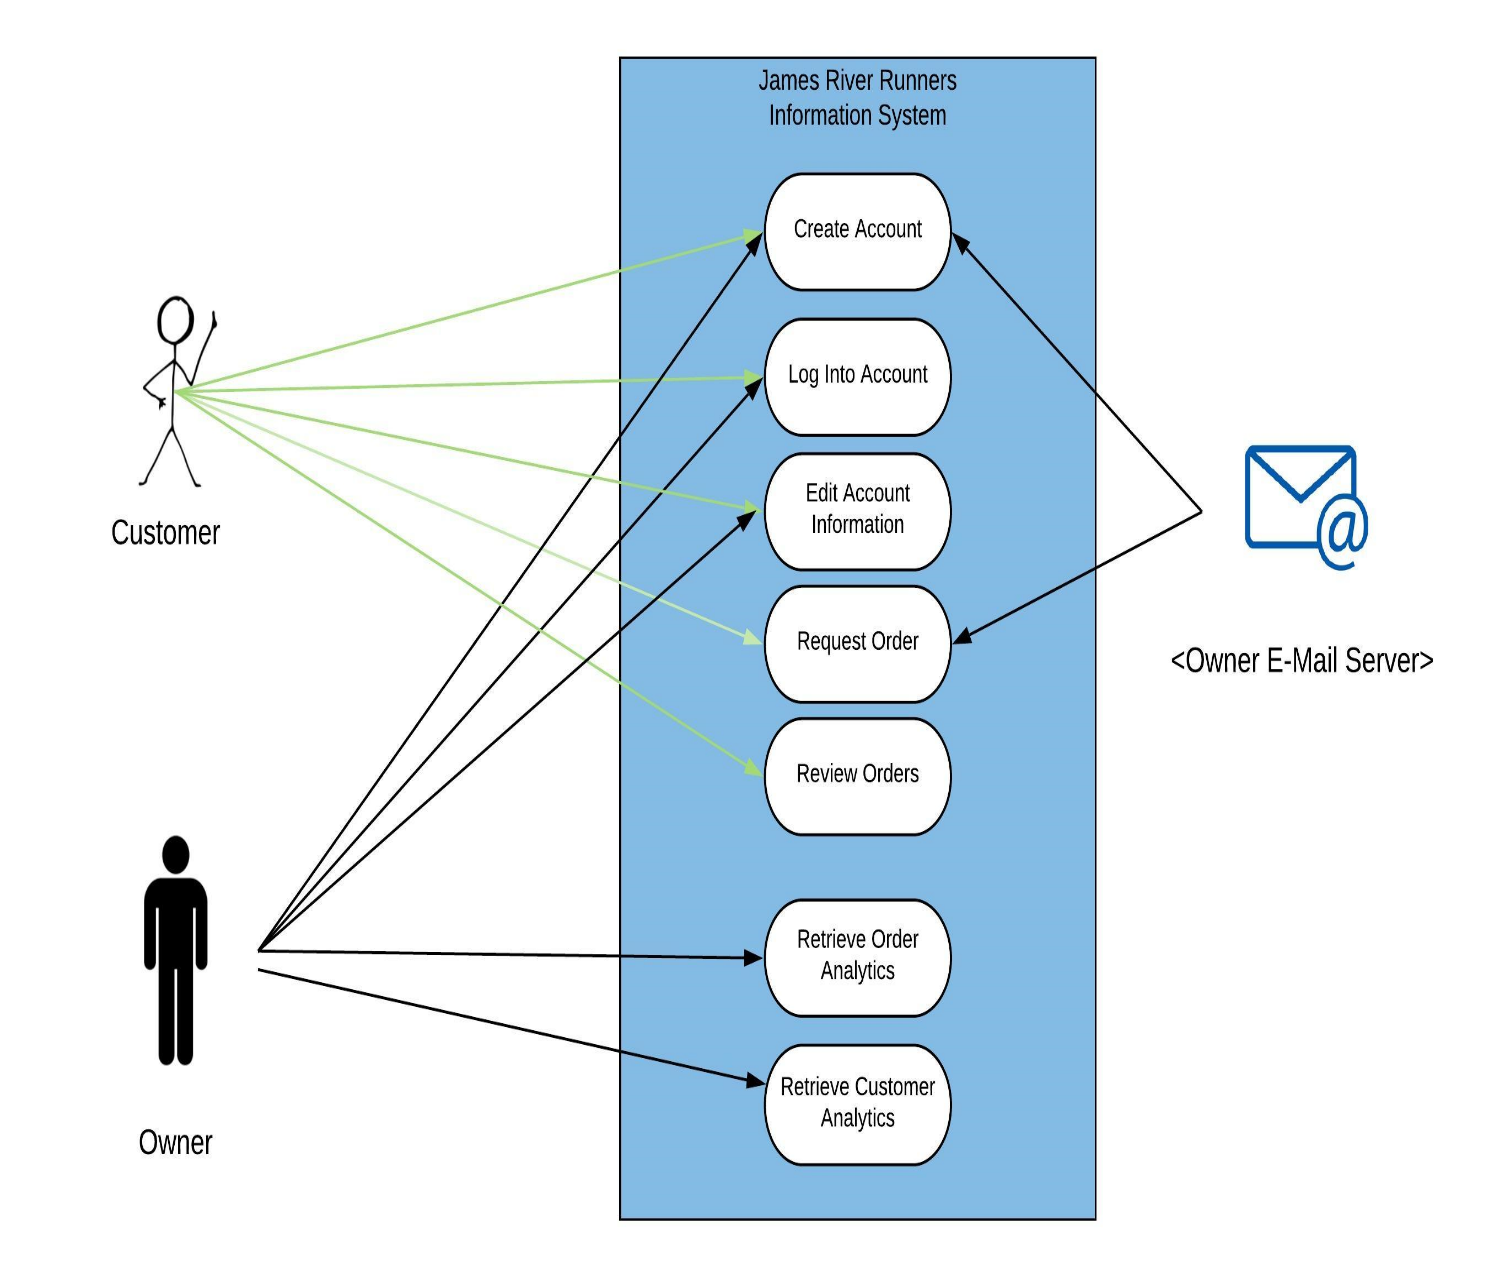 James River Runners
Information System
Create Account
Log Into Account
Edit Account
Information
Customer
Request Order
<Owner E-Mail Server>
Review Orders
Retrieve Order
Analytics
Retrieve Customer
Analytics
Owner